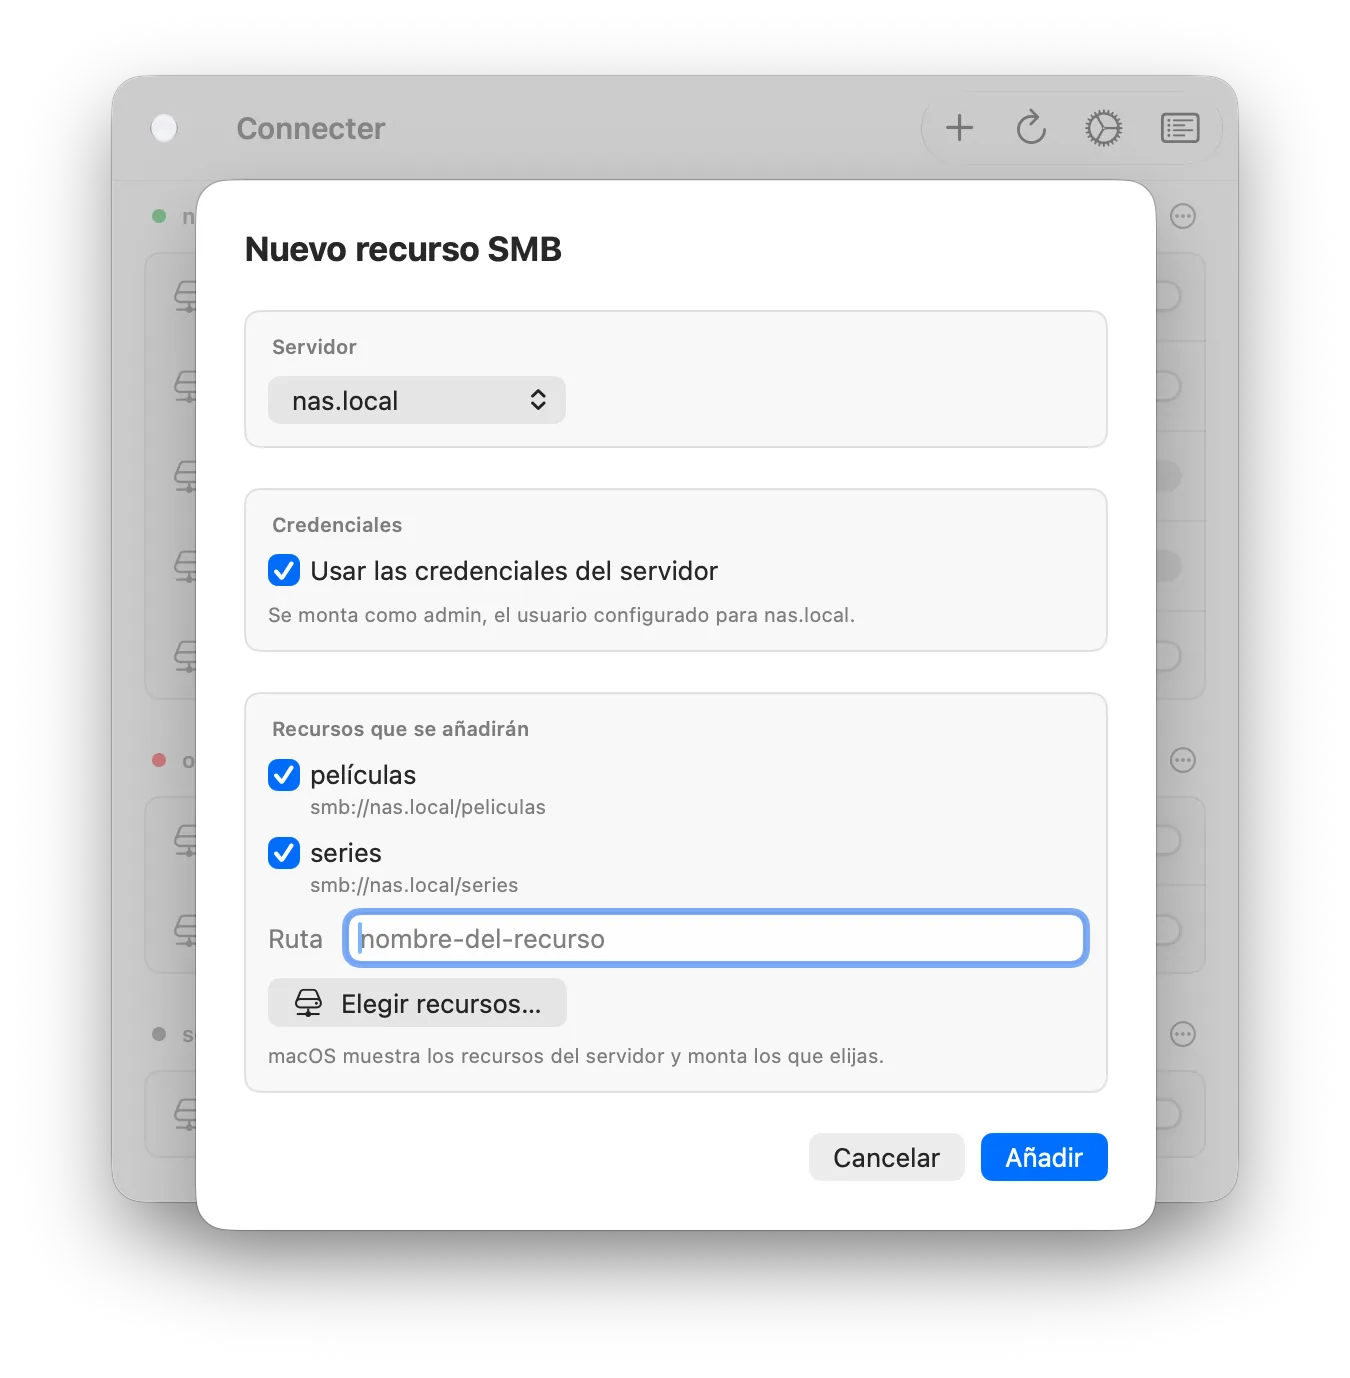 Connecter
n
Nuevo recurso SMB
Servidor
nas.local
Credenciales
Usar las credenciales del servidor
Se monta como admin, el usuario configurado para nas.local.
Recursos que se añadirán
películas
smb://nas.local/peliculas
o
series
smb://nas.local/series
Ruta nombre-del-recurso
Elegir recursos...
s
macOS muestra los recursos del servidor y monta los que elijas.
Cancelar Añadir